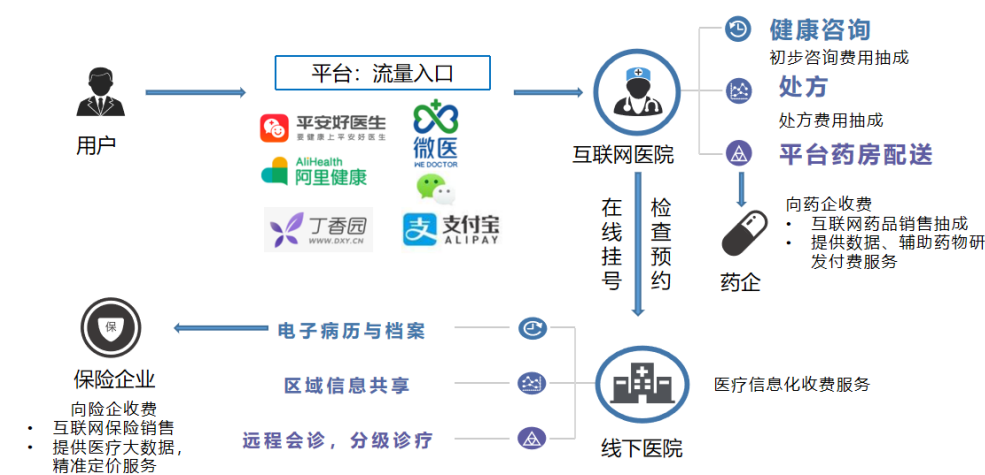 健康咨询
初步咨询费用抽成
平台：流量入口
处方
处方费用抽成
用户
平安好医生
要健康上平安好医生
微医
WE DOCTOR
互联网医院
平台药房配送
AliHealth
阿里健康
丁香园
WWW.DXY.CN
支付宝
ALIPAY
在线挂号
检查预约
向药企收费
• 互联网药品销售抽成
• 提供数据、辅助药物研
发付费服务
药企
保
电子病历与档案
保险企业
区域信息共享
医疗信息化收费服务
向险企收费
• 互联网保险销售
• 提供医疗大数据，
精准定价服务
远程会诊，分级诊疗
线下医院